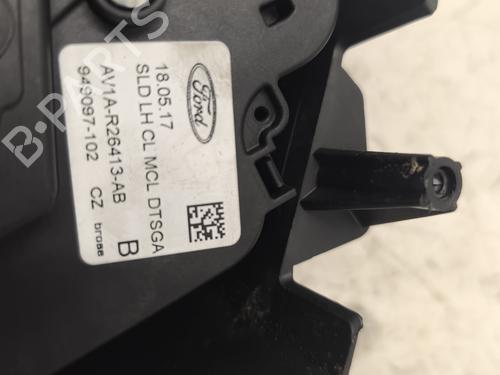 Ford
18.05.17
SLD LH CL MCL DTSGA
AV1A-R26413-AB B
949097-102 CZ brose
B-PARTS